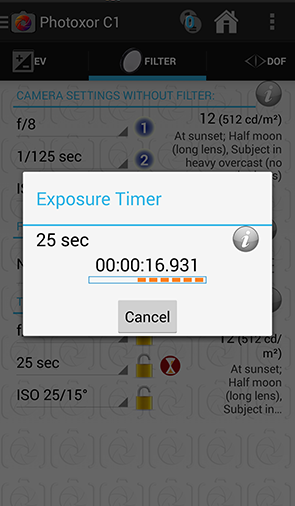 Photoxor C1
EV
FILTER
DOF
CAMERA SETTINGS WITHOUT FILTER:
i
f/8
1
12 (512 cd/m²)
At sunset; Half moon
1/125 sec
2
(long lens), Subject in
heavy overcast (no
Exposure Timer
25 sec
i
00:00:16.931
Cancel
12 (512 cd/
m²)
25 sec
At sunset;
Half moon
ISO 25/15°
(long lens),
Subject in...